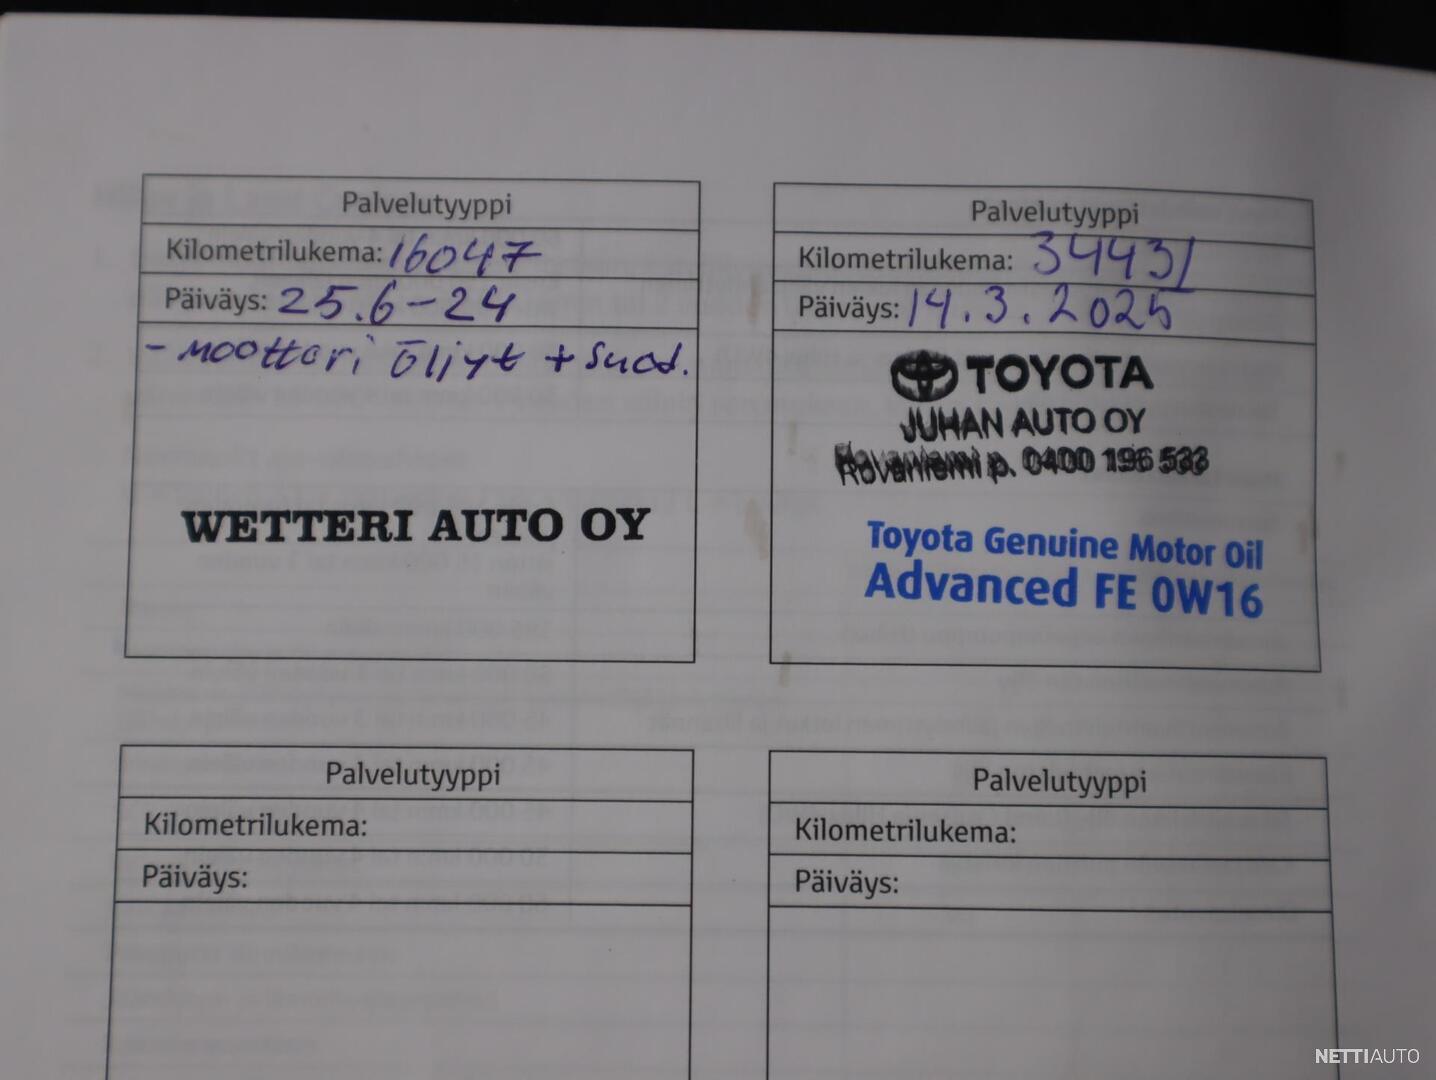 Palvelutyyppi
Kilometrilukema: 16047
Päiväys: 25.6-24
- moottori öljyt + suod.
WETTERI AUTO OY
Palvelutyyppi
Kilometrilukema: 34431
Päiväys: 14.3.2025
TOYOTA
JUHAN AUTO OY
Rovaniemi p. 0400 196 533
Toyota Genuine Motor Oil
Advanced FE 0W16
Palvelutyyppi
Kilometrilukema:
Päiväys:
Palvelutyyppi
Kilometrilukema:
Päiväys:
NETTIAUTO